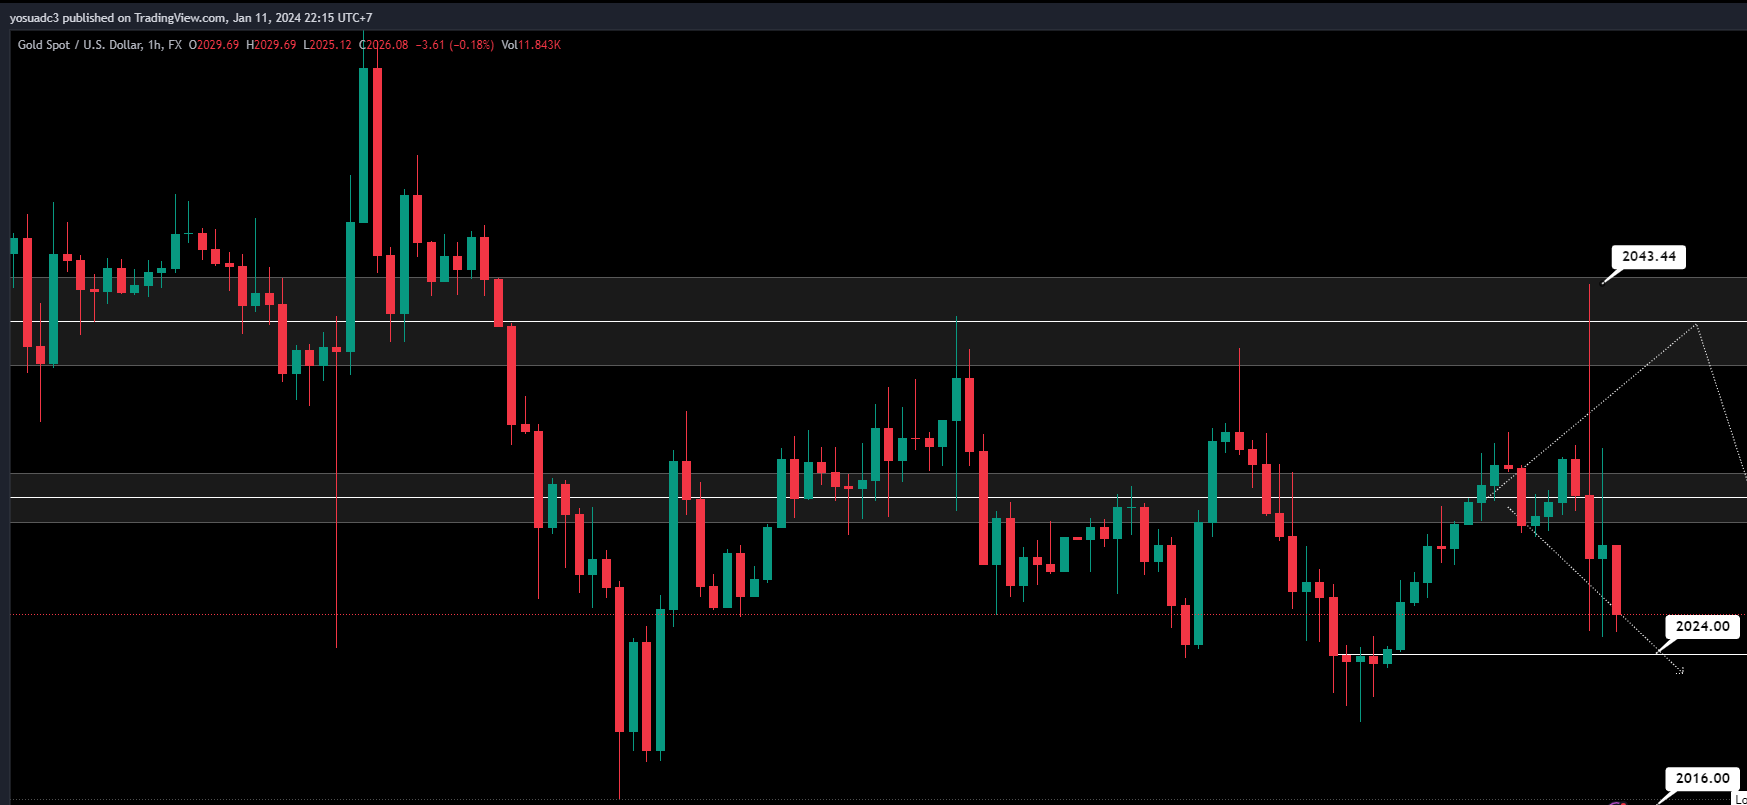 yosuadc3 published on TradingView.com, Jan 11, 2024 22:15 UTC+7
Gold Spot / U.S. Dollar, 1h, FX O2029.69 H2029.69 L2025.12 C2026.08 −3.61 (−0.18%) Vol11.843K
2043.44
2024.00
2016.00